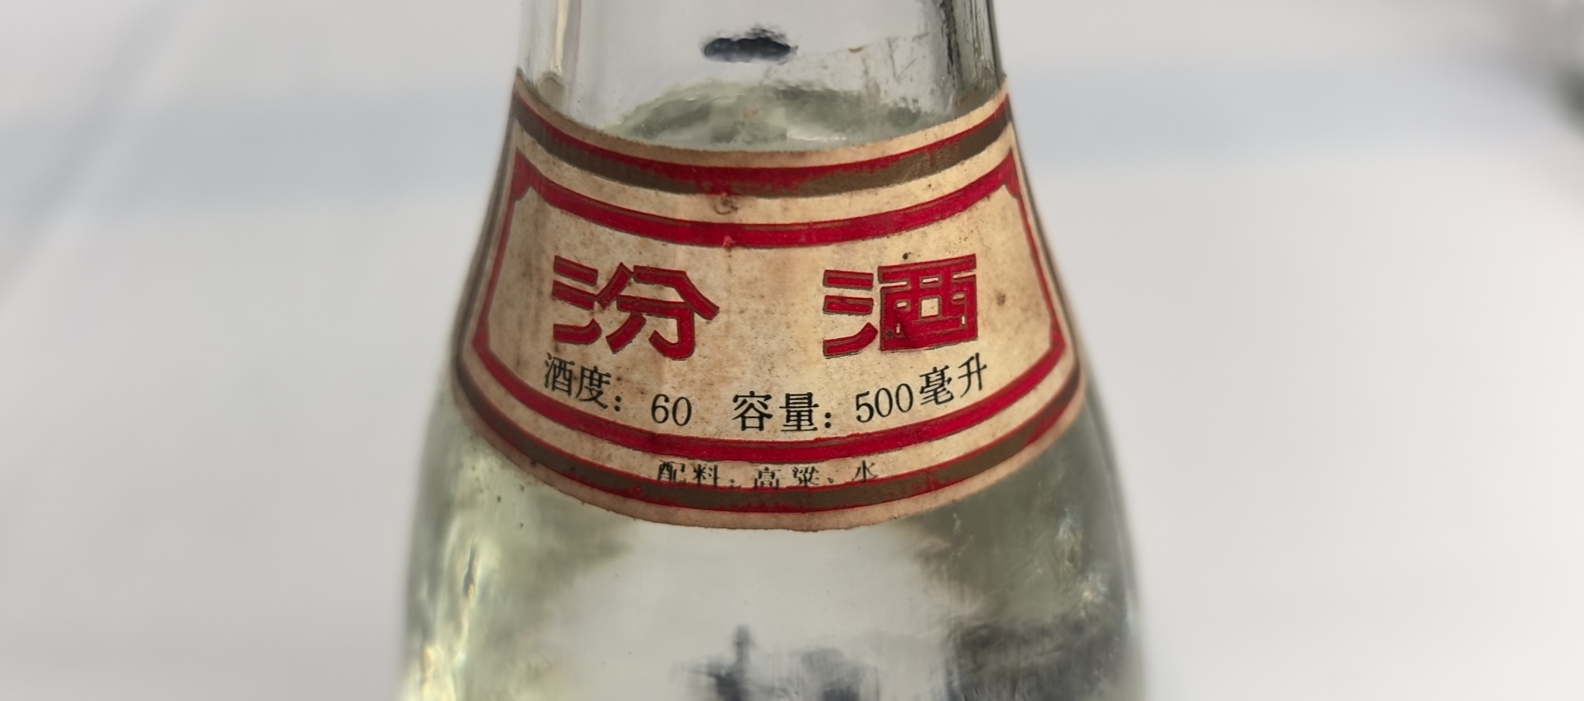 汾 酒
酒度：60 容量：500毫升
配料：高粱、水